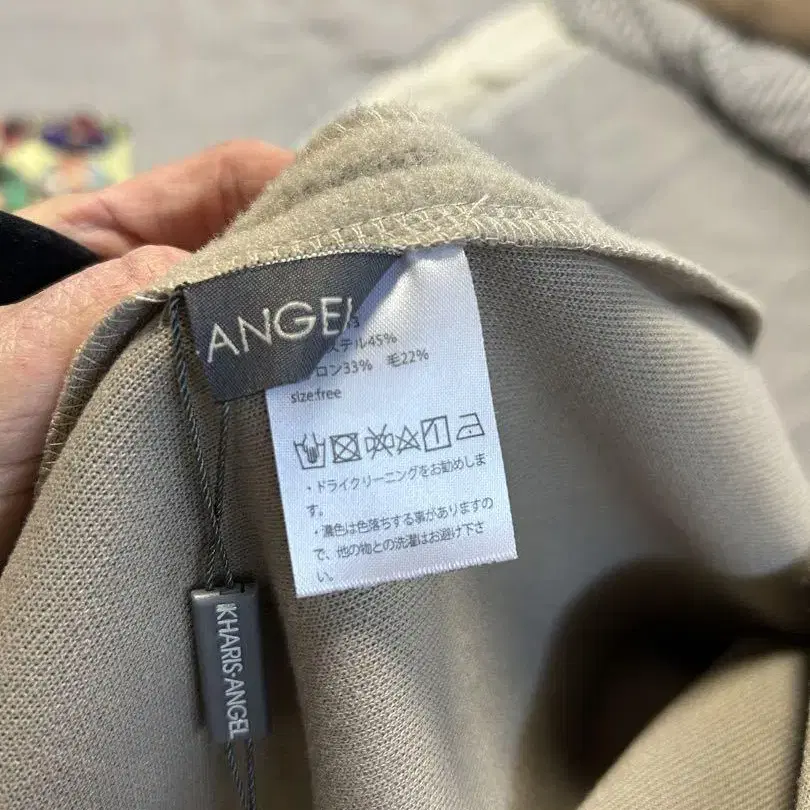 ANGEL
ステル45%
ロン33% 毛22%
size:free
・ドライクリーニングをお勧めしま
す。
・濃色は色落ちする事がありますの
で、他の物との洗濯はお避け下さ
い。
KHARIS·ANGEL